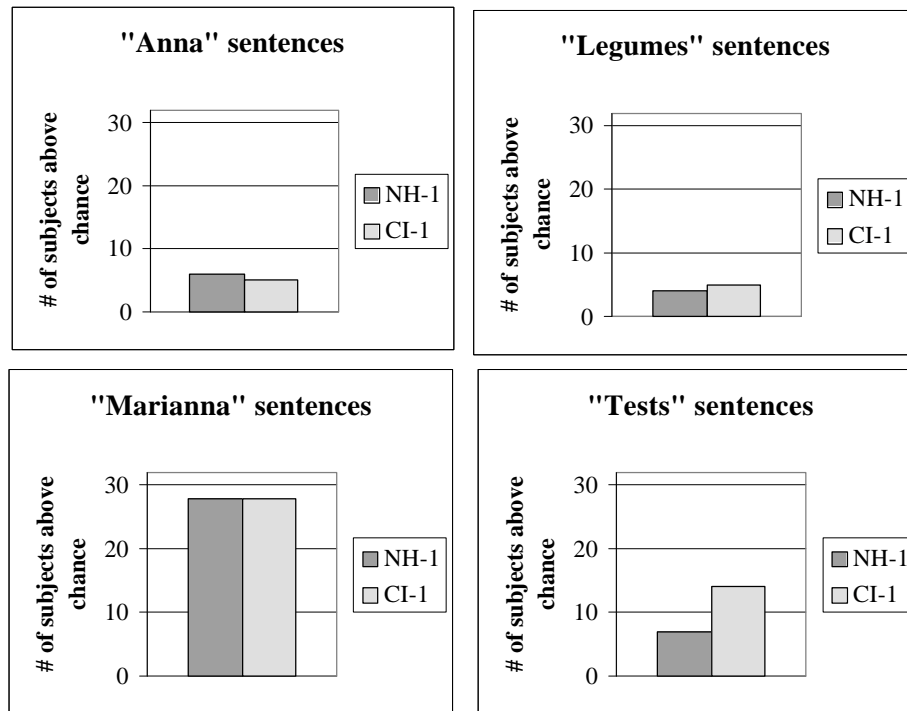 "Anna" sentences
# of subjects above
chance
30
20
10
0
NH-1
CI-1
"Legumes" sentences
# of subjects above
chance
30
20
10
0
NH-1
CI-1
"Marianna" sentences
# of subjects above
chance
30
20
10
0
NH-1
CI-1
"Tests" sentences
# of subjects above
chance
30
20
10
0
NH-1
CI-1